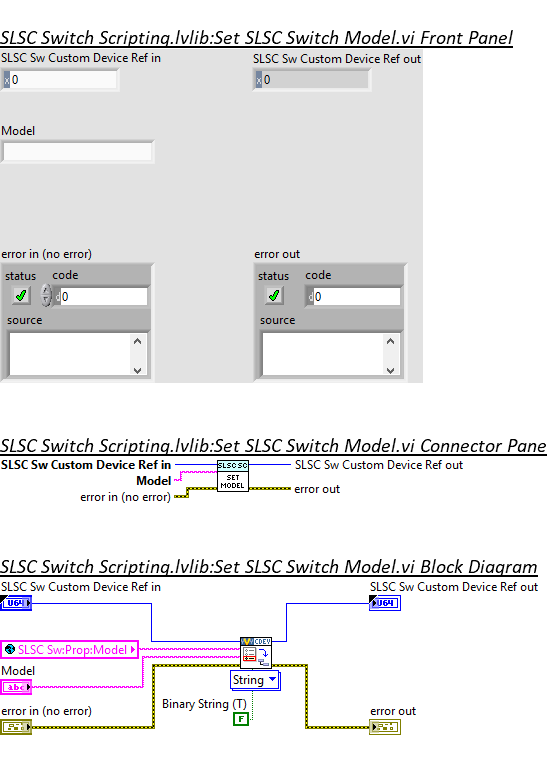 SLSC Switch Scripting.lvlib:Set SLSC Switch Model.vi Front Panel
SLSC Sw Custom Device Ref in
SLSC Sw Custom Device Ref out
x 0
x 0
Model
error in (no error)
error out
status code
status code
d 0
d 0
source
source
SLSC Switch Scripting.lvlib:Set SLSC Switch Model.vi Connector Pane
SLSC Sw Custom Device Ref in
SLSC SC
SLSC Sw Custom Device Ref out
Model
SET
MODEL
error in (no error)
error out
SLSC Switch Scripting.lvlib:Set SLSC Switch Model.vi Block Diagram
SLSC Sw Custom Device Ref in
SLSC Sw Custom Device Ref out
U64
U64
SLSC Sw:Prop:Model
CDEV
Model
abc
String
Binary String (T)
error in (no error)
F
error out